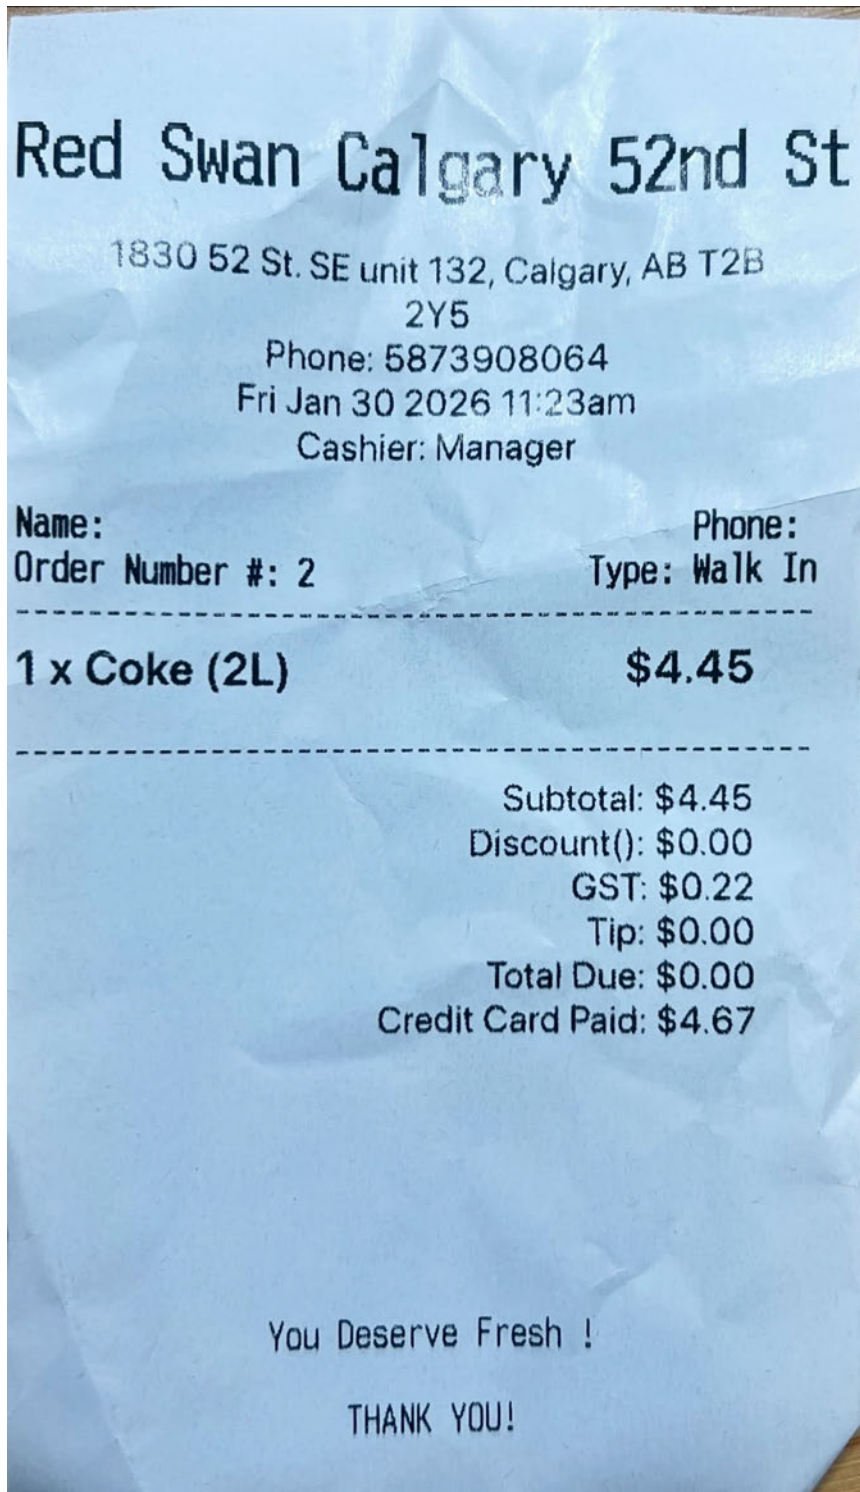 Red Swan Calgary 52nd St
1830 52 St. SE unit 132, Calgary, AB T2B
2Y5
Phone: 5873908064
Fri Jan 30 2026 11:23am
Cashier: Manager
Name: Phone:
Order Number #: 2 Type: Walk In
1 x Coke (2L) $4.45
Subtotal: $4.45
Discount(): $0.00
GST: $0.22
Tip: $0.00
Total Due: $0.00
Credit Card Paid: $4.67
You Deserve Fresh !
THANK YOU!